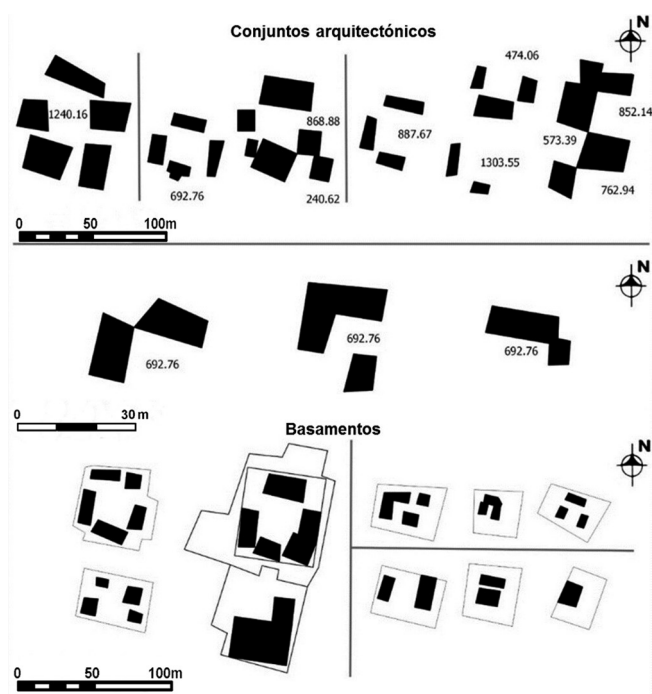 Conjuntos arquitectónicos
N
474.06
1240.16
868.88
887.67
852.14
573.39
1303.55
692.76
240.62
762.94
0 50 100m
N
692.76
692.76
692.76
0 30 m
Basamentos
N
0 50 100m